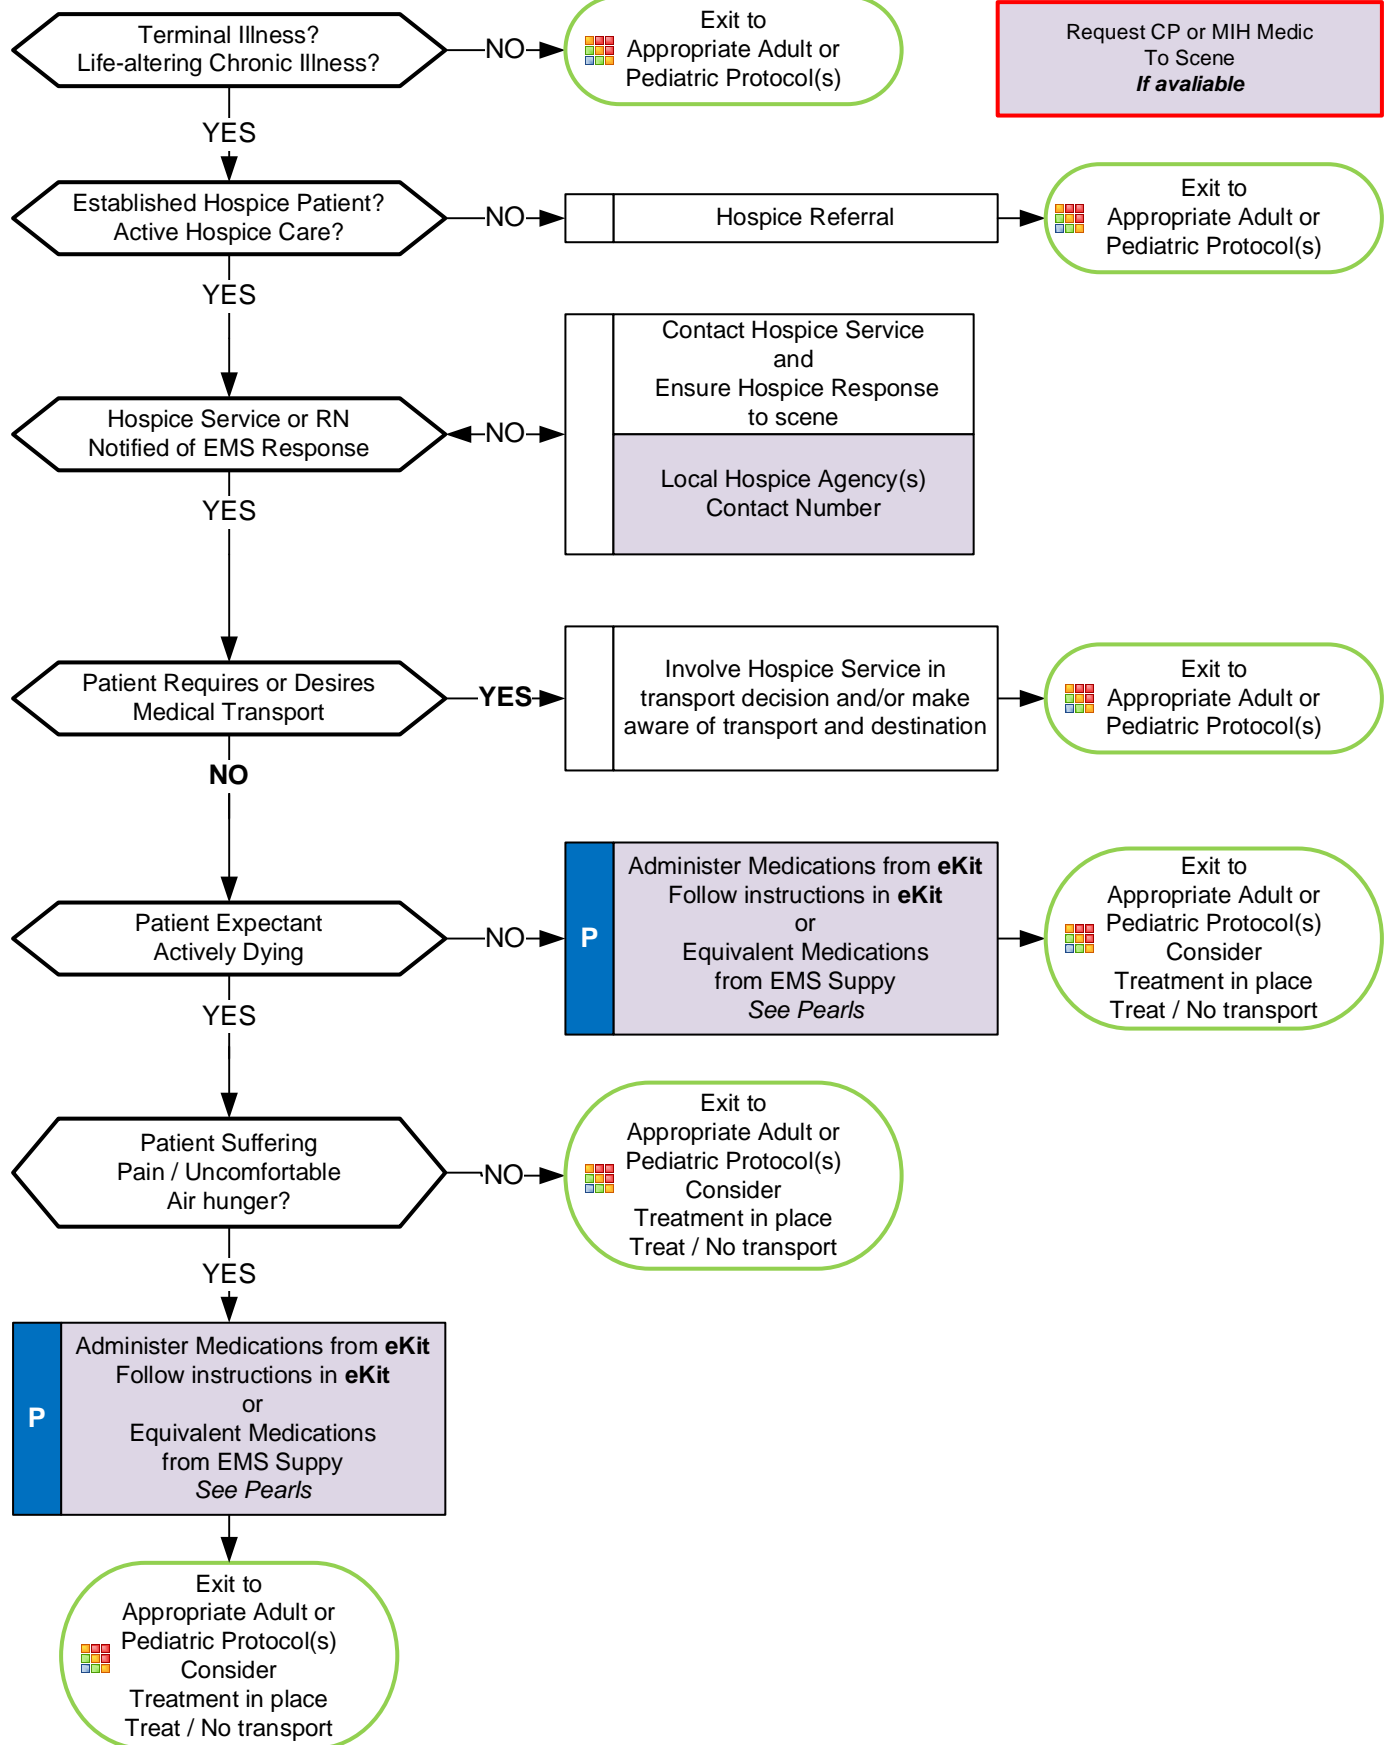 Terminal Illness?
Life-altering Chronic Illness?
NO
Exit to
Appropriate Adult or
Pediatric Protocol(s)
Request CP or MIH Medic
To Scene
If avaliable
YES
Established Hospice Patient?
Active Hospice Care?
NO
Hospice Referral
Exit to
Appropriate Adult or
Pediatric Protocol(s)
YES
Hospice Service or RN
Notified of EMS Response
NO
Contact Hospice Service
and
Ensure Hospice Response
to scene
Local Hospice Agency(s)
Contact Number
YES
Patient Requires or Desires
Medical Transport
YES
Involve Hospice Service in
transport decision and/or make
aware of transport and destination
Exit to
Appropriate Adult or
Pediatric Protocol(s)
NO
Patient Expectant
Actively Dying
NO
P
Administer Medications from eKit
Follow instructions in eKit
or
Equivalent Medications
from EMS Suppy
See Pearls
Exit to
Appropriate Adult or
Pediatric Protocol(s)
Consider
Treatment in place
Treat / No transport
YES
Patient Suffering
Pain / Uncomfortable
Air hunger?
NO
Exit to
Appropriate Adult or
Pediatric Protocol(s)
Consider
Treatment in place
Treat / No transport
YES
P
Administer Medications from eKit
Follow instructions in eKit
or
Equivalent Medications
from EMS Suppy
See Pearls
Exit to
Appropriate Adult or
Pediatric Protocol(s)
Consider
Treatment in place
Treat / No transport